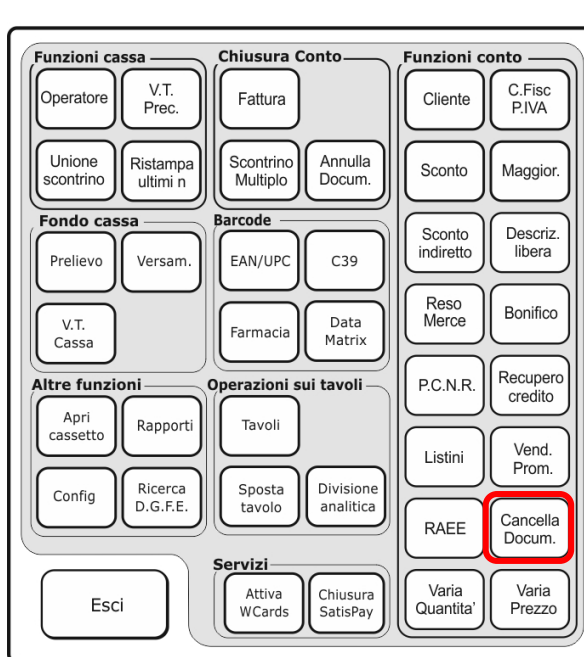 Funzioni cassa
Operatore
V.T.
Prec.
Unione
scontrino
Ristampa
ultimi n
Chiusura Conto
Fattura
Scontrino
Multiplo
Annulla
Docum.
Funzioni conto
Cliente
C.Fisc
P.IVA
Sconto
Maggior.
Sconto
indiretto
Descriz.
libera
Reso
Merce
Bonifico
P.C.N.R.
Recupero
credito
Listini
Vend.
Prom.
RAEE
Cancella
Docum.
Varia
Quantita'
Varia
Prezzo
Fondo cassa
Prelievo
Versam.
V.T.
Cassa
Barcode
EAN/UPC
C39
Farmacia
Data
Matrix
Altre funzioni
Apri
cassetto
Rapporti
Config
Ricerca
D.G.F.E.
Operazioni sui tavoli
Tavoli
Sposta
tavolo
Divisione
analitica
Servizi
Attiva
WCards
Chiusura
SatisPay
Esci